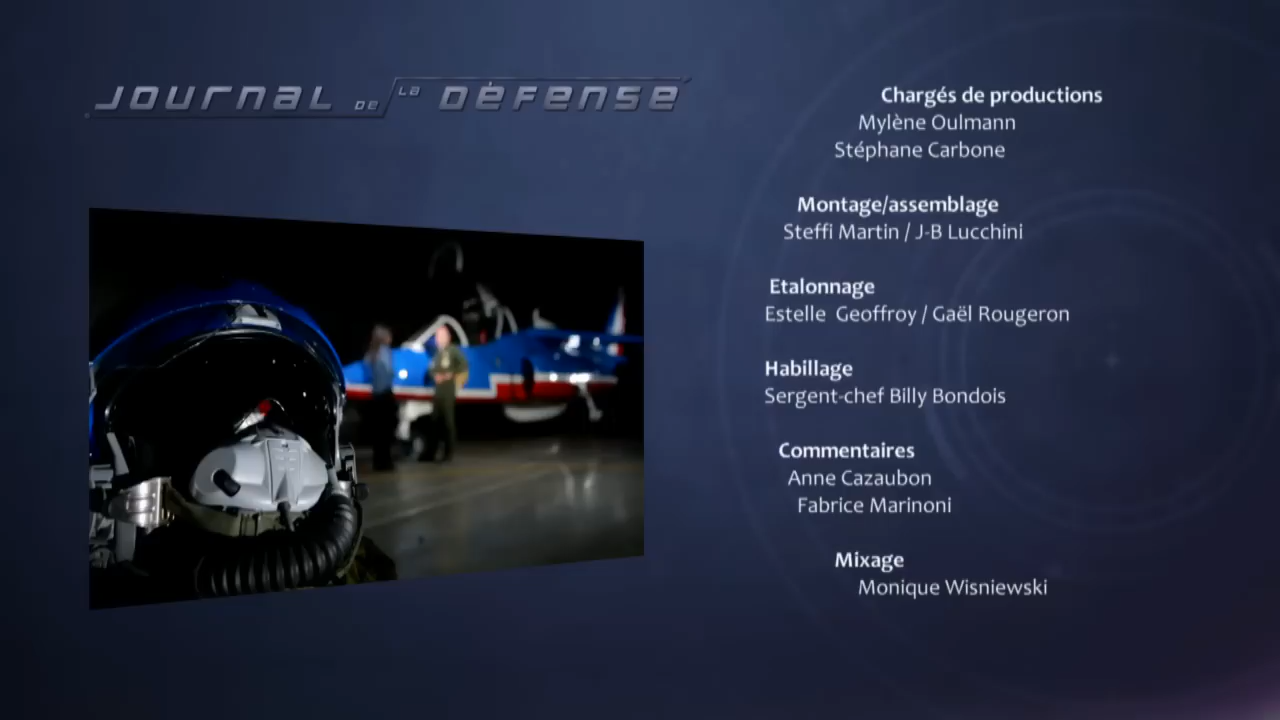 JOURNAL DE LA DÉFENSE
Chargés de productions
Mylène Oulmann
Stéphane Carbone
Montage/assemblage
Steffi Martin / J-B Lucchini
Etalonnage
Estelle Geoffroy / Gaël Rougeron
Habillage
Sergent-chef Billy Bondois
Commentaires
Anne Cazaubon
Fabrice Marinoni
Mixage
Monique Wisniewski